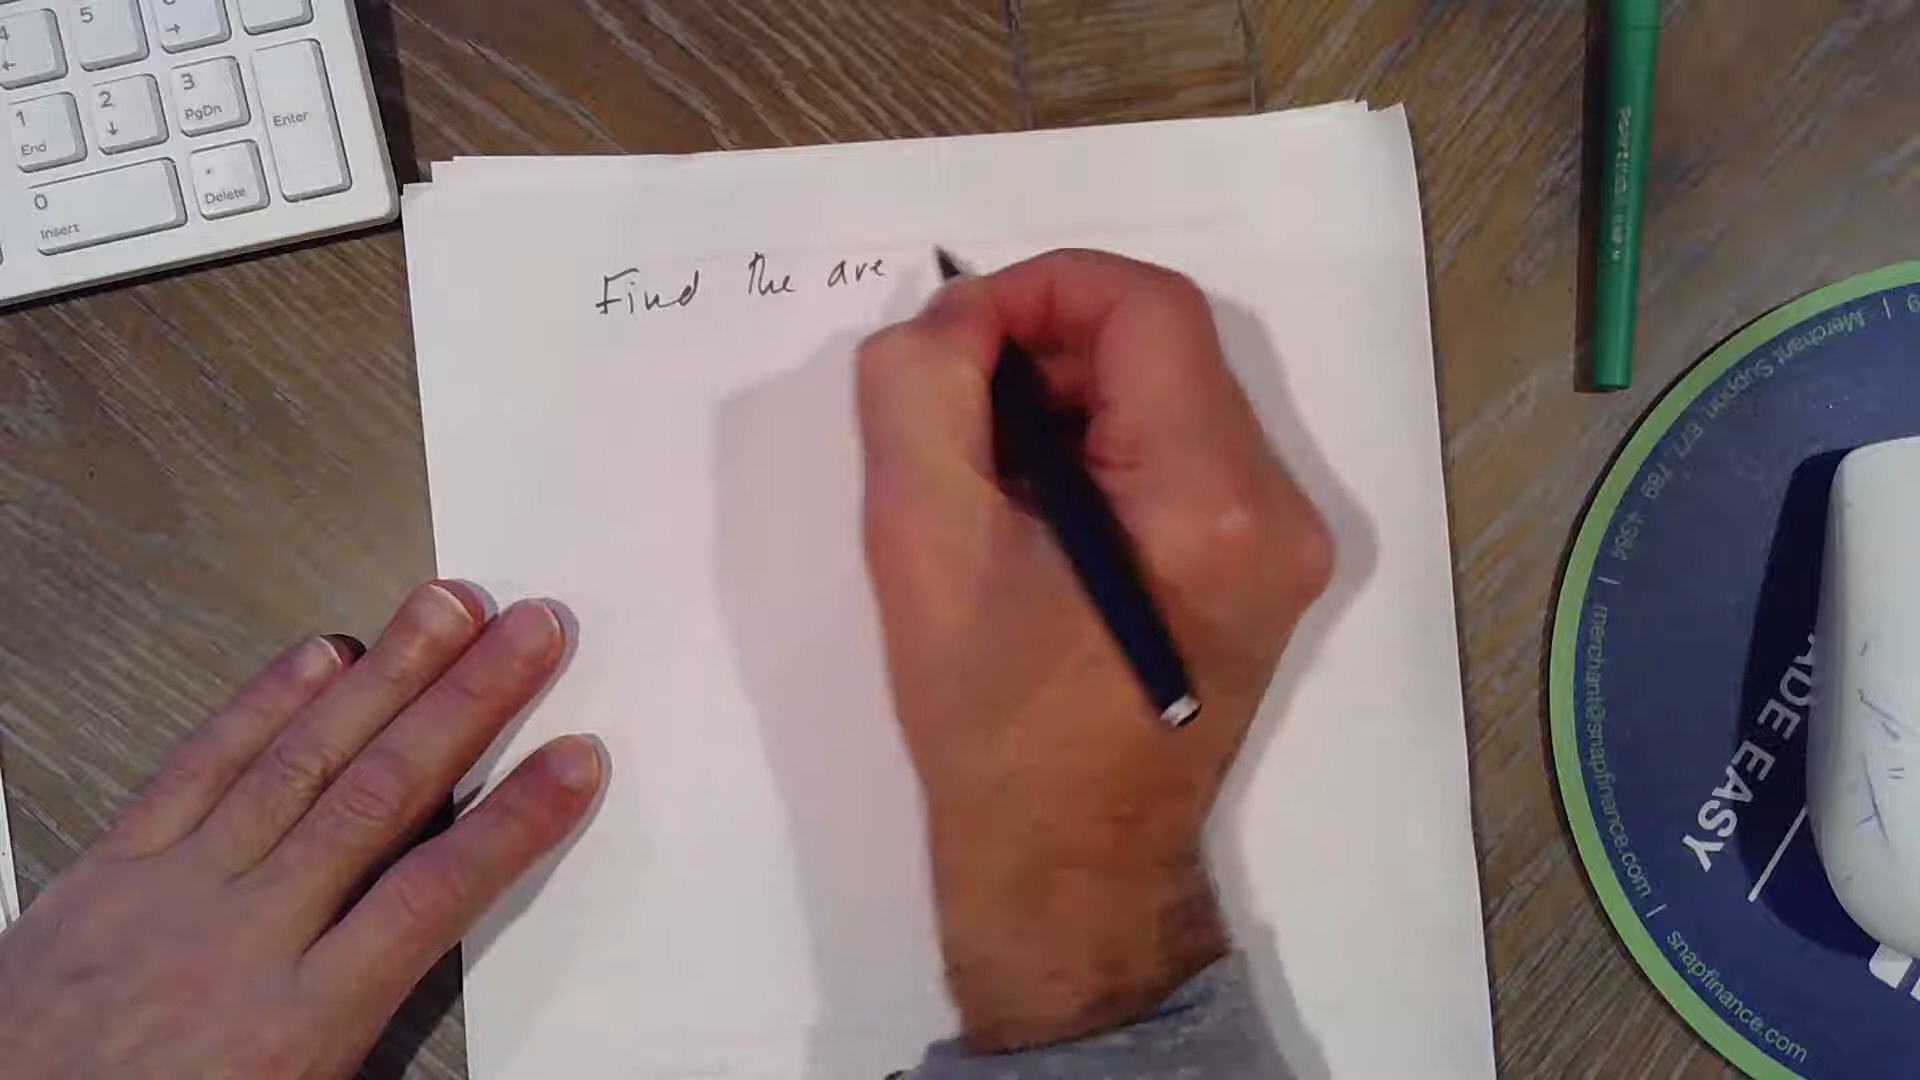 4
←
5
→
1
End
2
↓
3
PgDn
Enter
0
Insert
.
Delete
Find the are
Merchant Support 877 789 4584 | merchant@snapfinance.com | snapfinance.com
ADE EASY